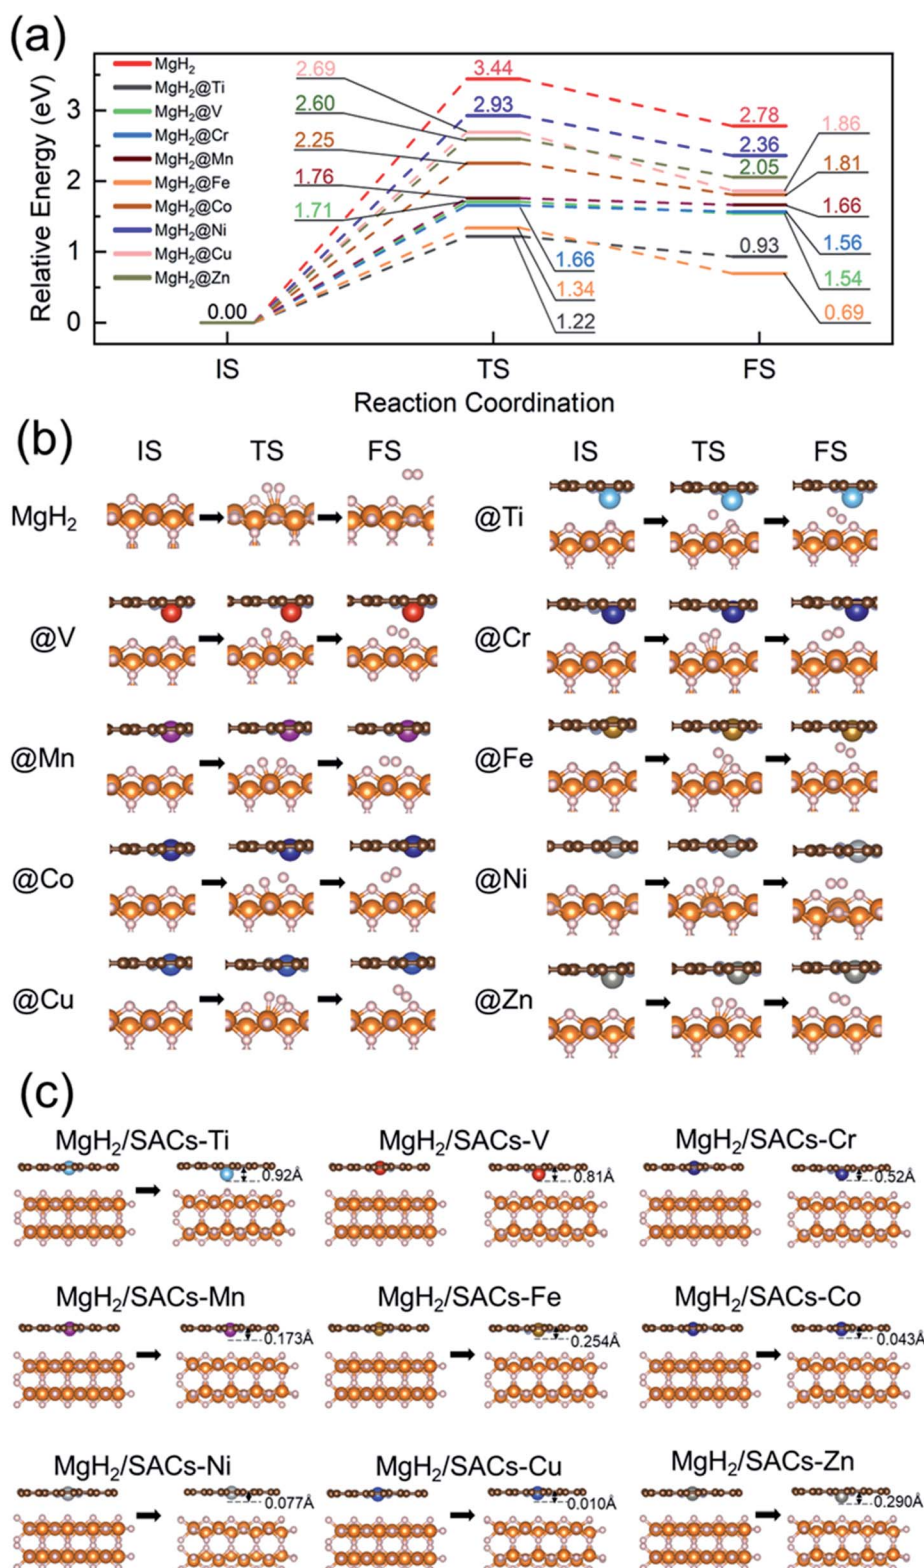 (a)
Relative Energy (eV)
3
2
1
0
MgH₂
MgH₂@Ti
MgH₂@V
MgH₂@Cr
MgH₂@Mn
MgH₂@Fe
MgH₂@Co
MgH₂@Ni
MgH₂@Cu
MgH₂@Zn
2.69
2.60
2.25
1.76
1.71
0.00
3.44
2.93
1.66
1.34
1.22
2.78
2.36
2.05
0.93
1.86
1.81
1.66
1.56
1.54
0.69
IS TS FS
Reaction Coordination
(b)
IS TS FS IS TS FS
MgH₂ @Ti
@V @Cr
@Mn @Fe
@Co @Ni
@Cu @Zn
(c)
MgH₂/SACs-Ti MgH₂/SACs-V MgH₂/SACs-Cr
0.92Å 0.81Å 0.52Å
MgH₂/SACs-Mn MgH₂/SACs-Fe MgH₂/SACs-Co
0.173Å 0.254Å 0.043Å
MgH₂/SACs-Ni MgH₂/SACs-Cu MgH₂/SACs-Zn
0.077Å 0.010Å 0.290Å